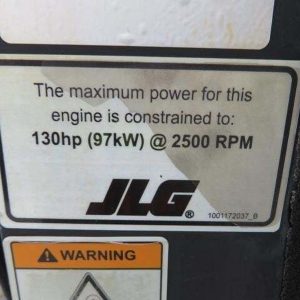 The maximum power for this
engine is constrained to:
130hp (97kW) @ 2500 RPM
JLG®
1001172037_B
WARNING